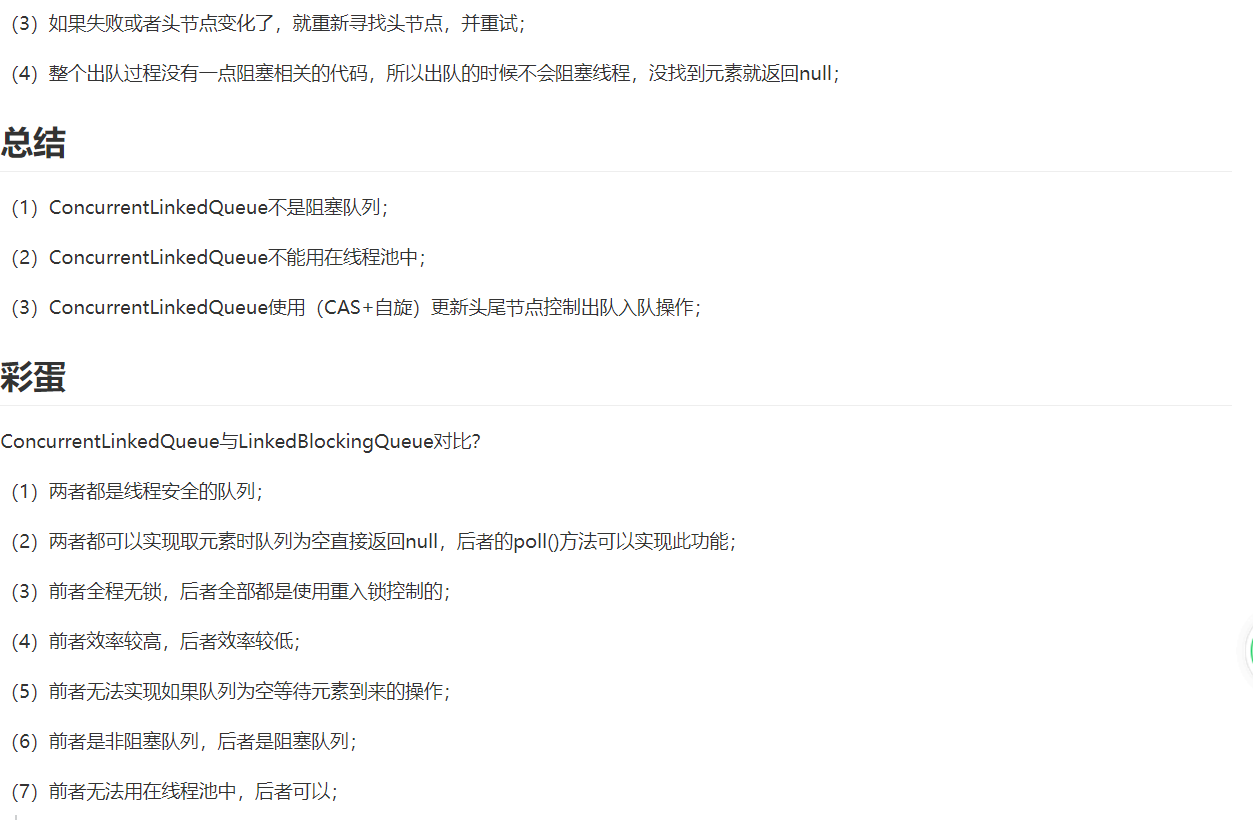 （3）如果失败或者头节点变化了，就重新寻找头节点，并重试；
（4）整个出队过程没有一点阻塞相关的代码，所以出队的时候不会阻塞线程，没找到元素就返回null；
总结
（1）ConcurrentLinkedQueue不是阻塞队列；
（2）ConcurrentLinkedQueue不能用在线程池中；
（3）ConcurrentLinkedQueue使用（CAS+自旋）更新头尾节点控制出队入队操作；
彩蛋
ConcurrentLinkedQueue与LinkedBlockingQueue对比？
（1）两者都是线程安全的队列；
（2）两者都可以实现取元素时队列为空直接返回null，后者的poll()方法可以实现此功能；
（3）前者全程无锁，后者全部都是使用重入锁控制的；
（4）前者效率较高，后者效率较低；
（5）前者无法实现如果队列为空等待元素到来的操作；
（6）前者是非阻塞队列，后者是阻塞队列；
（7）前者无法用在线程池中，后者可以；